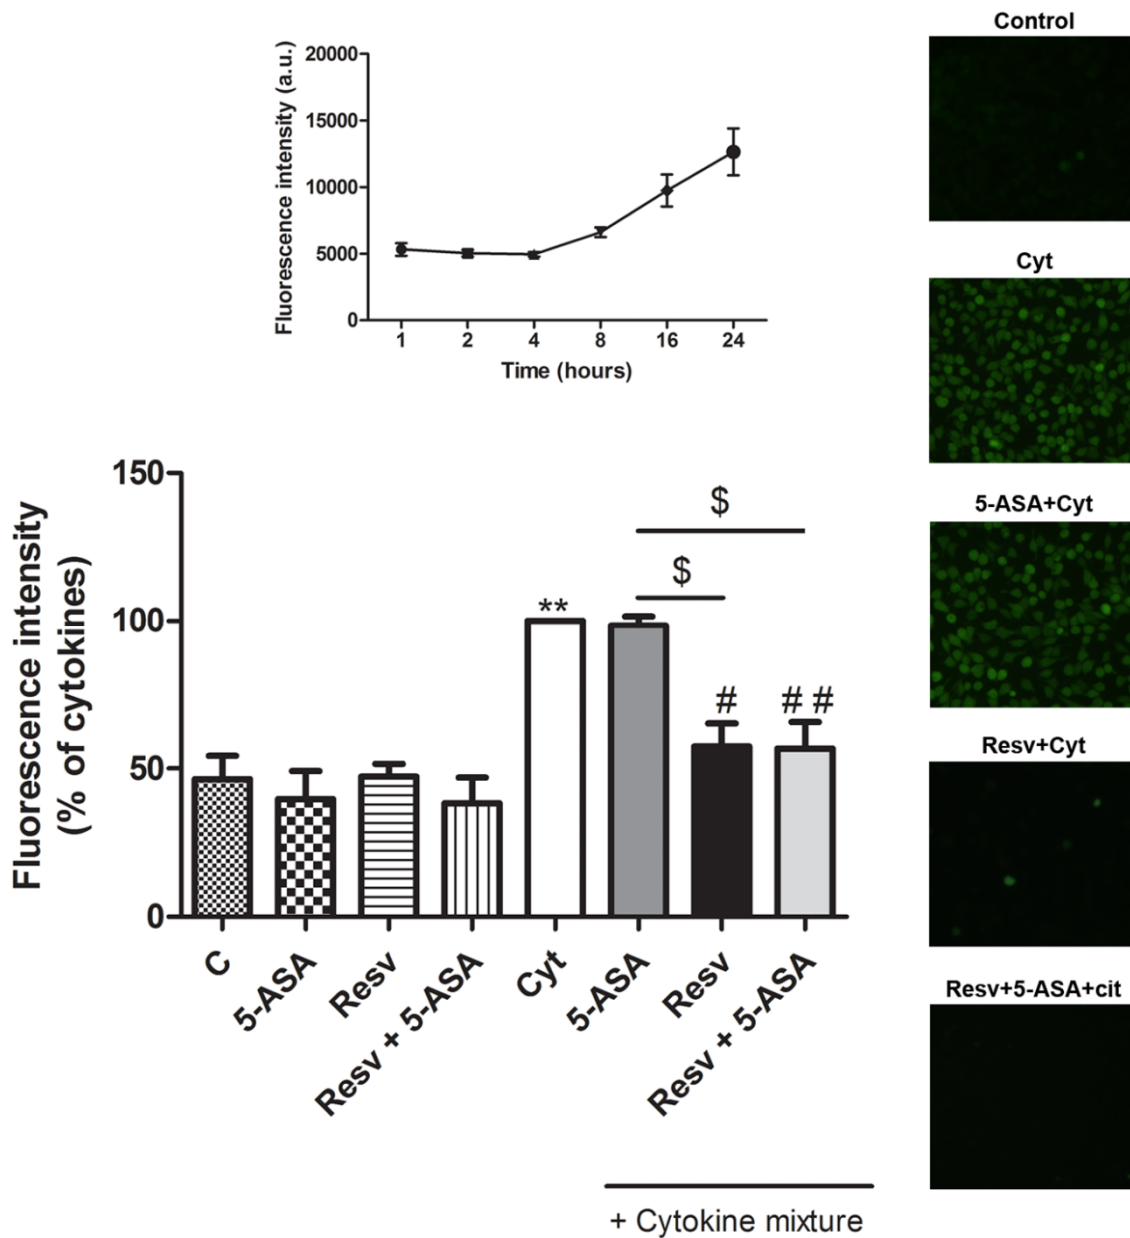 Fluorescence intensity (a.u.)
20000
15000
10000
5000
0
1 2 4 8 16 24
Time (hours)
Fluorescence intensity
(% of cytokines)
150
100
50
0
$
$
**
#
# #
C
5-ASA
Resv
Resv + 5-ASA
Cyt
5-ASA
Resv
Resv + 5-ASA
+ Cytokine mixture
Control
Cyt
5-ASA+Cyt
Resv+Cyt
Resv+5-ASA+cit